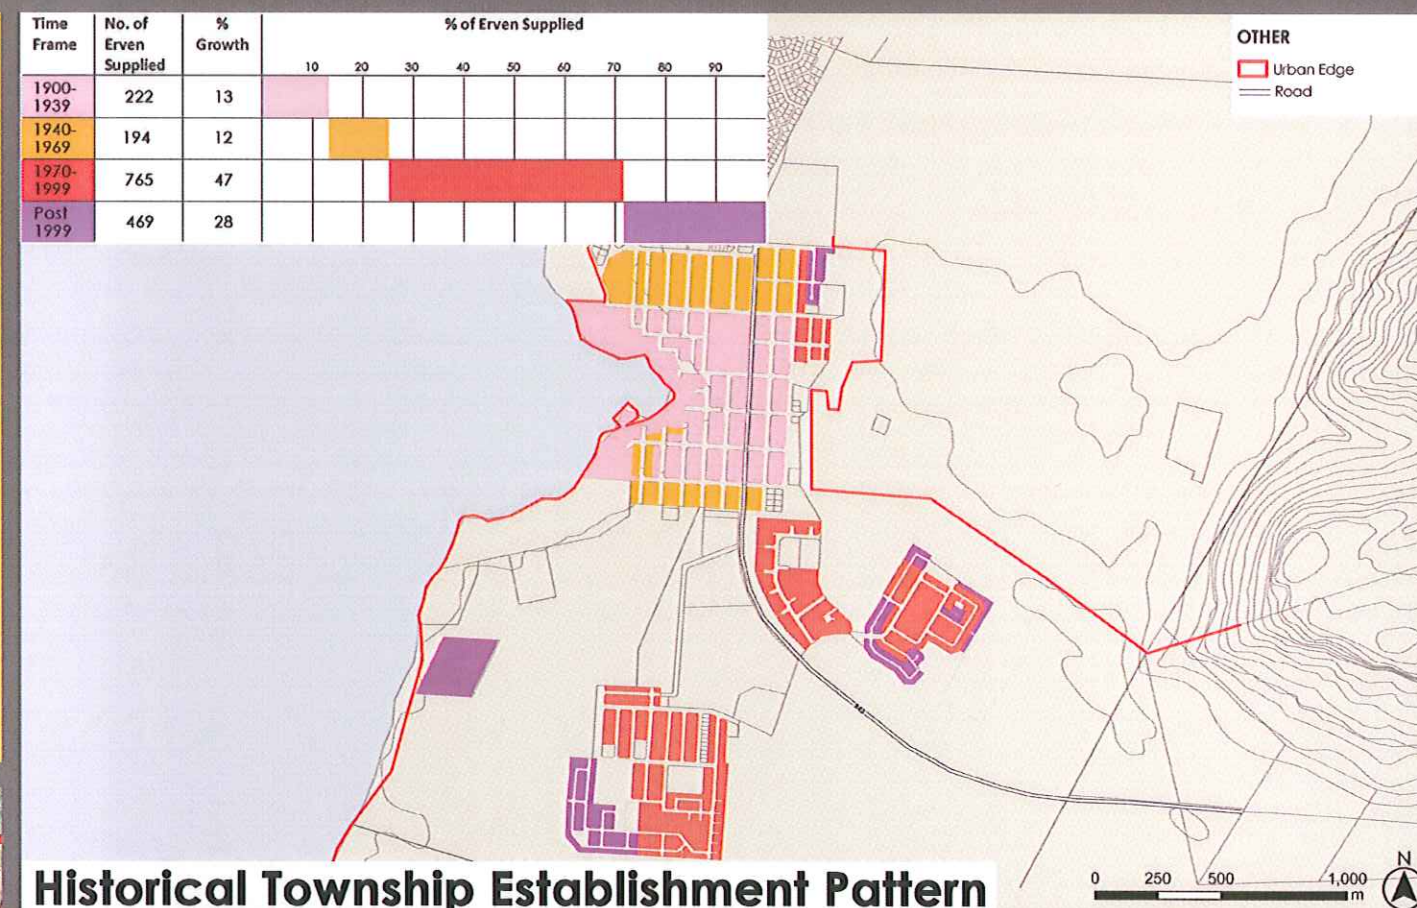 Time Frame
No. of Erven Supplied
% Growth
% of Erven Supplied
10 20 30 40 50 60 70 80 90
1900-1939 222 13
1940-1969 194 12
1970-1999 765 47
Post 1999 469 28
OTHER
Urban Edge
Road
Historical Township Establishment Pattern
0 250 500 1,000
m
N